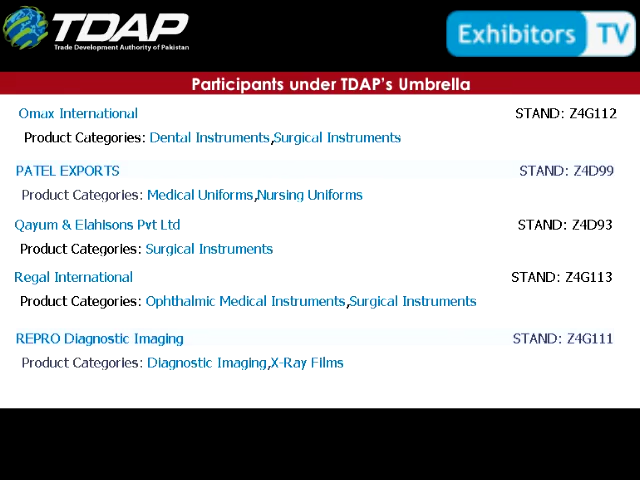 TDAP
Trade Development Authority of Pakistan
Exhibitors TV
Participants under TDAP's Umbrella
Omax International STAND: Z4G112
Product Categories: Dental Instruments,Surgical Instruments
PATEL EXPORTS STAND: Z4D99
Product Categories: Medical Uniforms,Nursing Uniforms
Qayum & Elahisons Pvt Ltd STAND: Z4D93
Product Categories: Surgical Instruments
Regal International STAND: Z4G113
Product Categories: Ophthalmic Medical Instruments,Surgical Instruments
REPRO Diagnostic Imaging STAND: Z4G111
Product Categories: Diagnostic Imaging,X-Ray Films